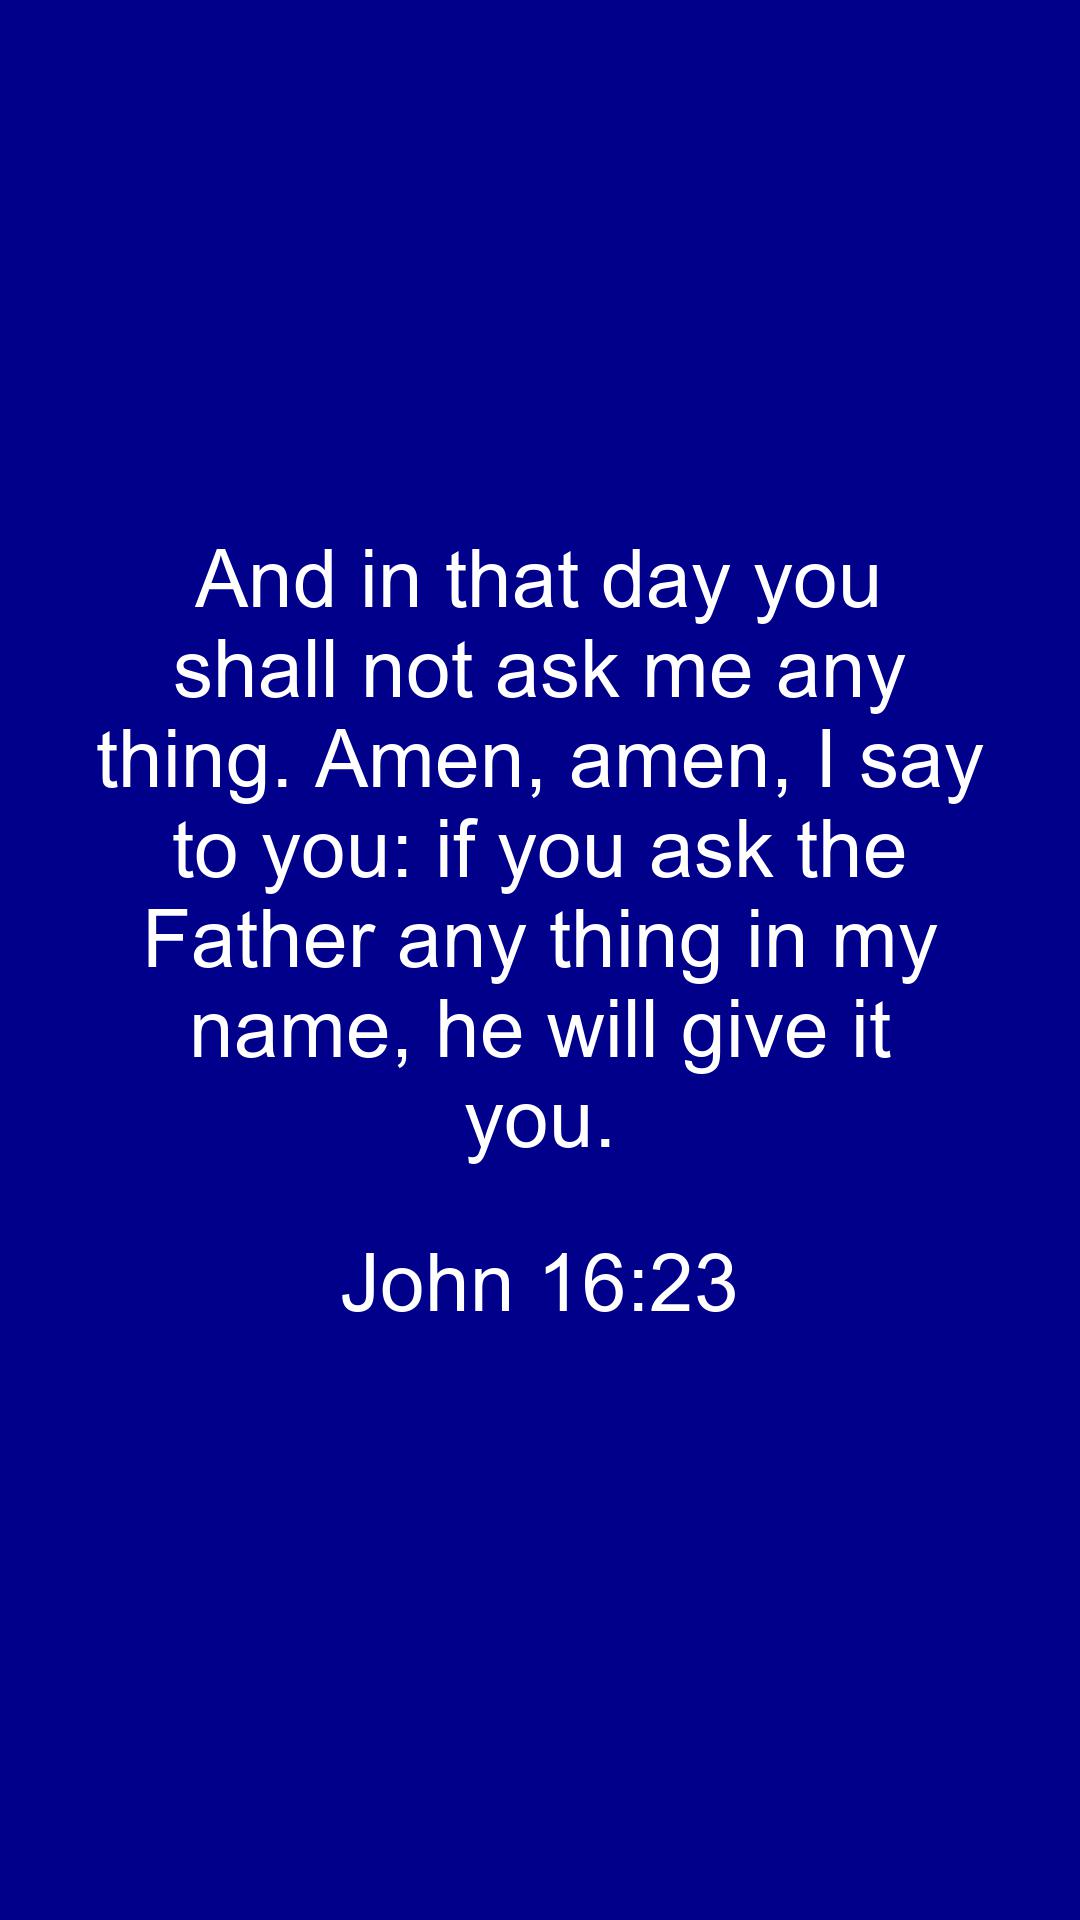 And in that day you
shall not ask me any
thing. Amen, amen, I say
to you: if you ask the
Father any thing in my
name, he will give it
you.
John 16:23